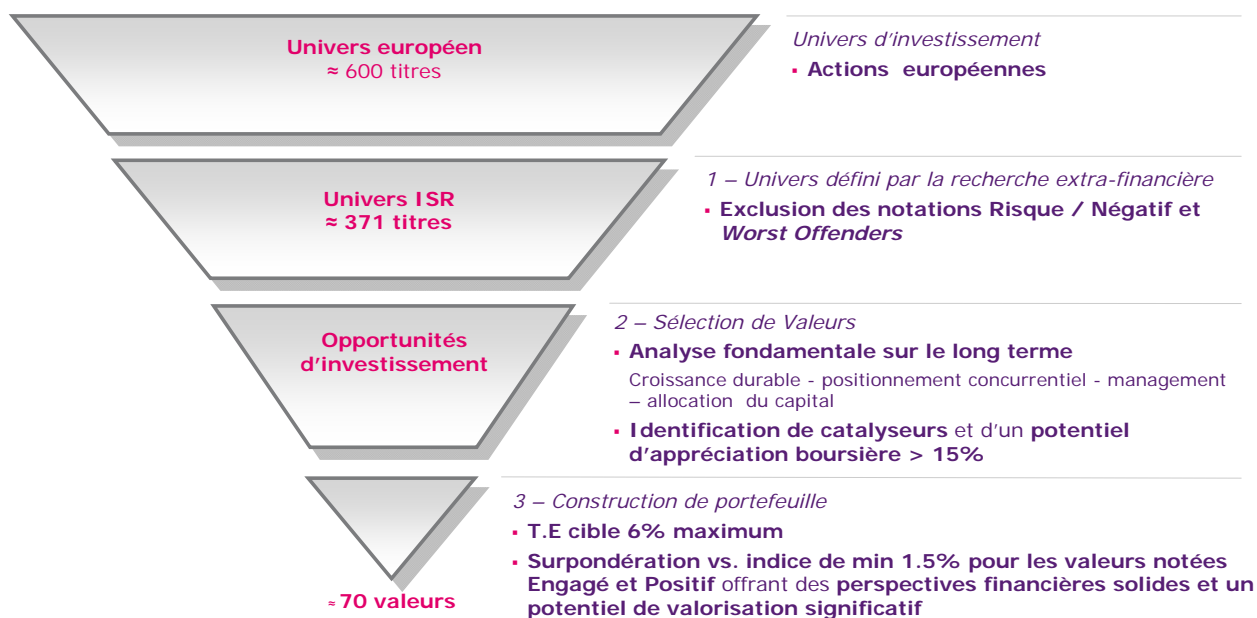 Univers européen
≈ 600 titres
Univers d'investissement
▪ Actions européennes
Univers ISR
≈ 371 titres
1 – Univers défini par la recherche extra-financière
▪ Exclusion des notations Risque / Négatif et
Worst Offenders
Opportunités
d'investissement
2 – Sélection de Valeurs
▪ Analyse fondamentale sur le long terme
Croissance durable - positionnement concurrentiel - management
– allocation du capital
▪ Identification de catalyseurs et d'un potentiel
d'appréciation boursière > 15%
≈ 70 valeurs
3 – Construction de portefeuille
▪ T.E cible 6% maximum
▪ Surpondération vs. indice de min 1.5% pour les valeurs notées
Engagé et Positif offrant des perspectives financières solides et un
potentiel de valorisation significatif